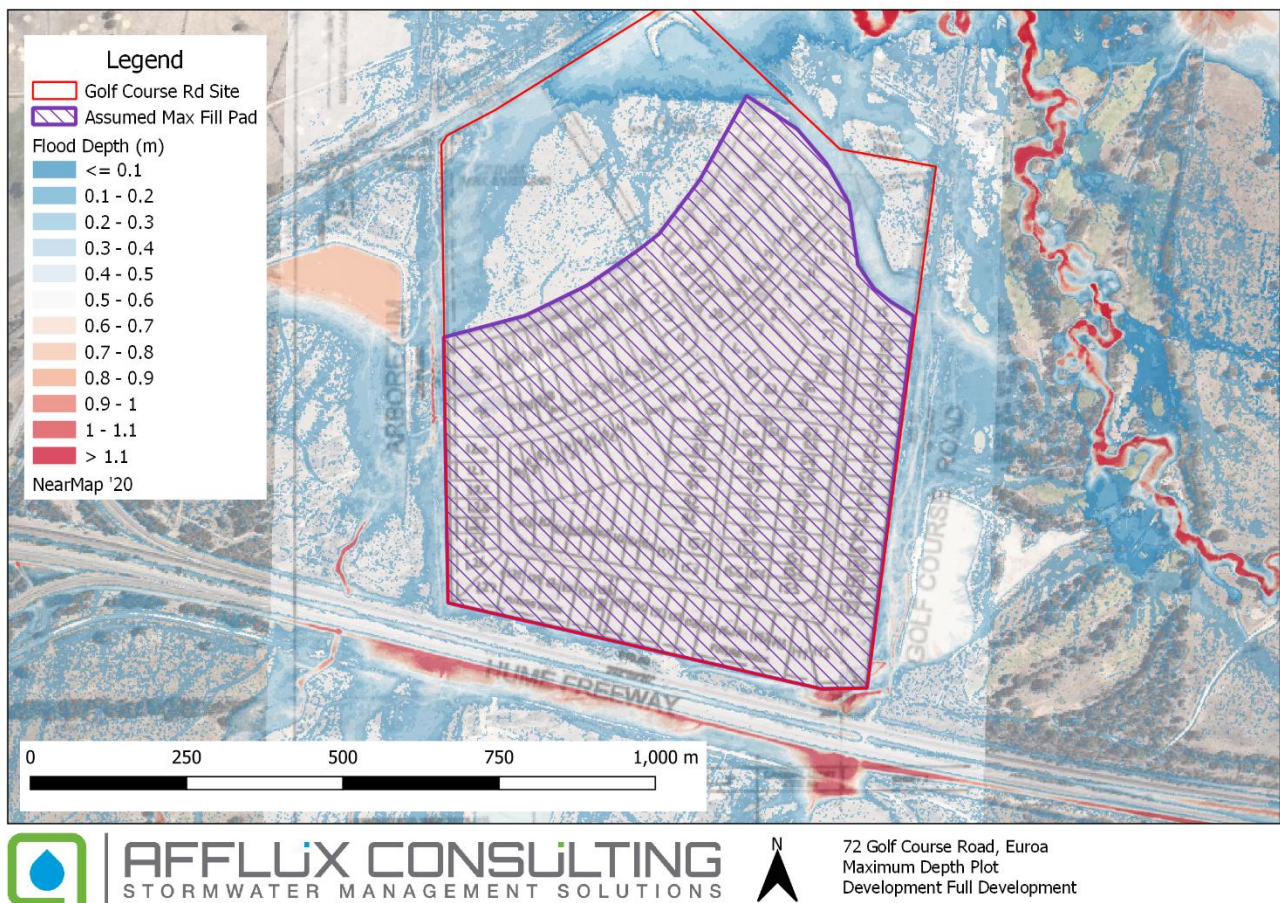 Legend
Golf Course Rd Site
Assumed Max Fill Pad
Flood Depth (m)
<= 0.1
0.1 - 0.2
0.2 - 0.3
0.3 - 0.4
0.4 - 0.5
0.5 - 0.6
0.6 - 0.7
0.7 - 0.8
0.8 - 0.9
0.9 - 1
1 - 1.1
> 1.1
NearMap '20
GOLF COURSE ROAD
HUME FREEWAY
0 250 500 750 1,000 m
AFFLUX CONSULTING
STORMWATER MANAGEMENT SOLUTIONS
N
72 Golf Course Road, Euroa
Maximum Depth Plot
Development Full Development